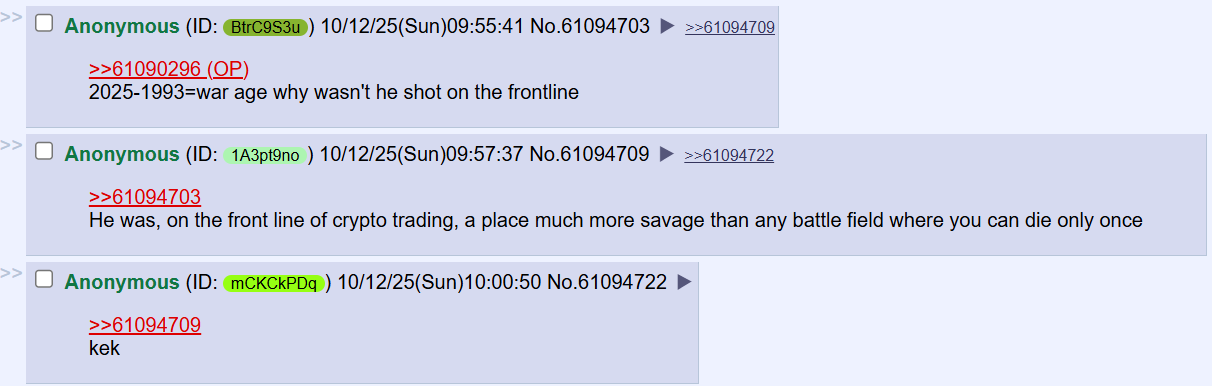 >> Anonymous (ID: BtrC9S3u) 10/12/25(Sun)09:55:41 No.61094703 ▶ >>61094709
>>61090296 (OP)
2025-1993=war age why wasn't he shot on the frontline
>> Anonymous (ID: 1A3pt9no) 10/12/25(Sun)09:57:37 No.61094709 ▶ >>61094722
>>61094703
He was, on the front line of crypto trading, a place much more savage than any battle field where you can die only once
>> Anonymous (ID: mCKCkPDq) 10/12/25(Sun)10:00:50 No.61094722 ▶
>>61094709
kek